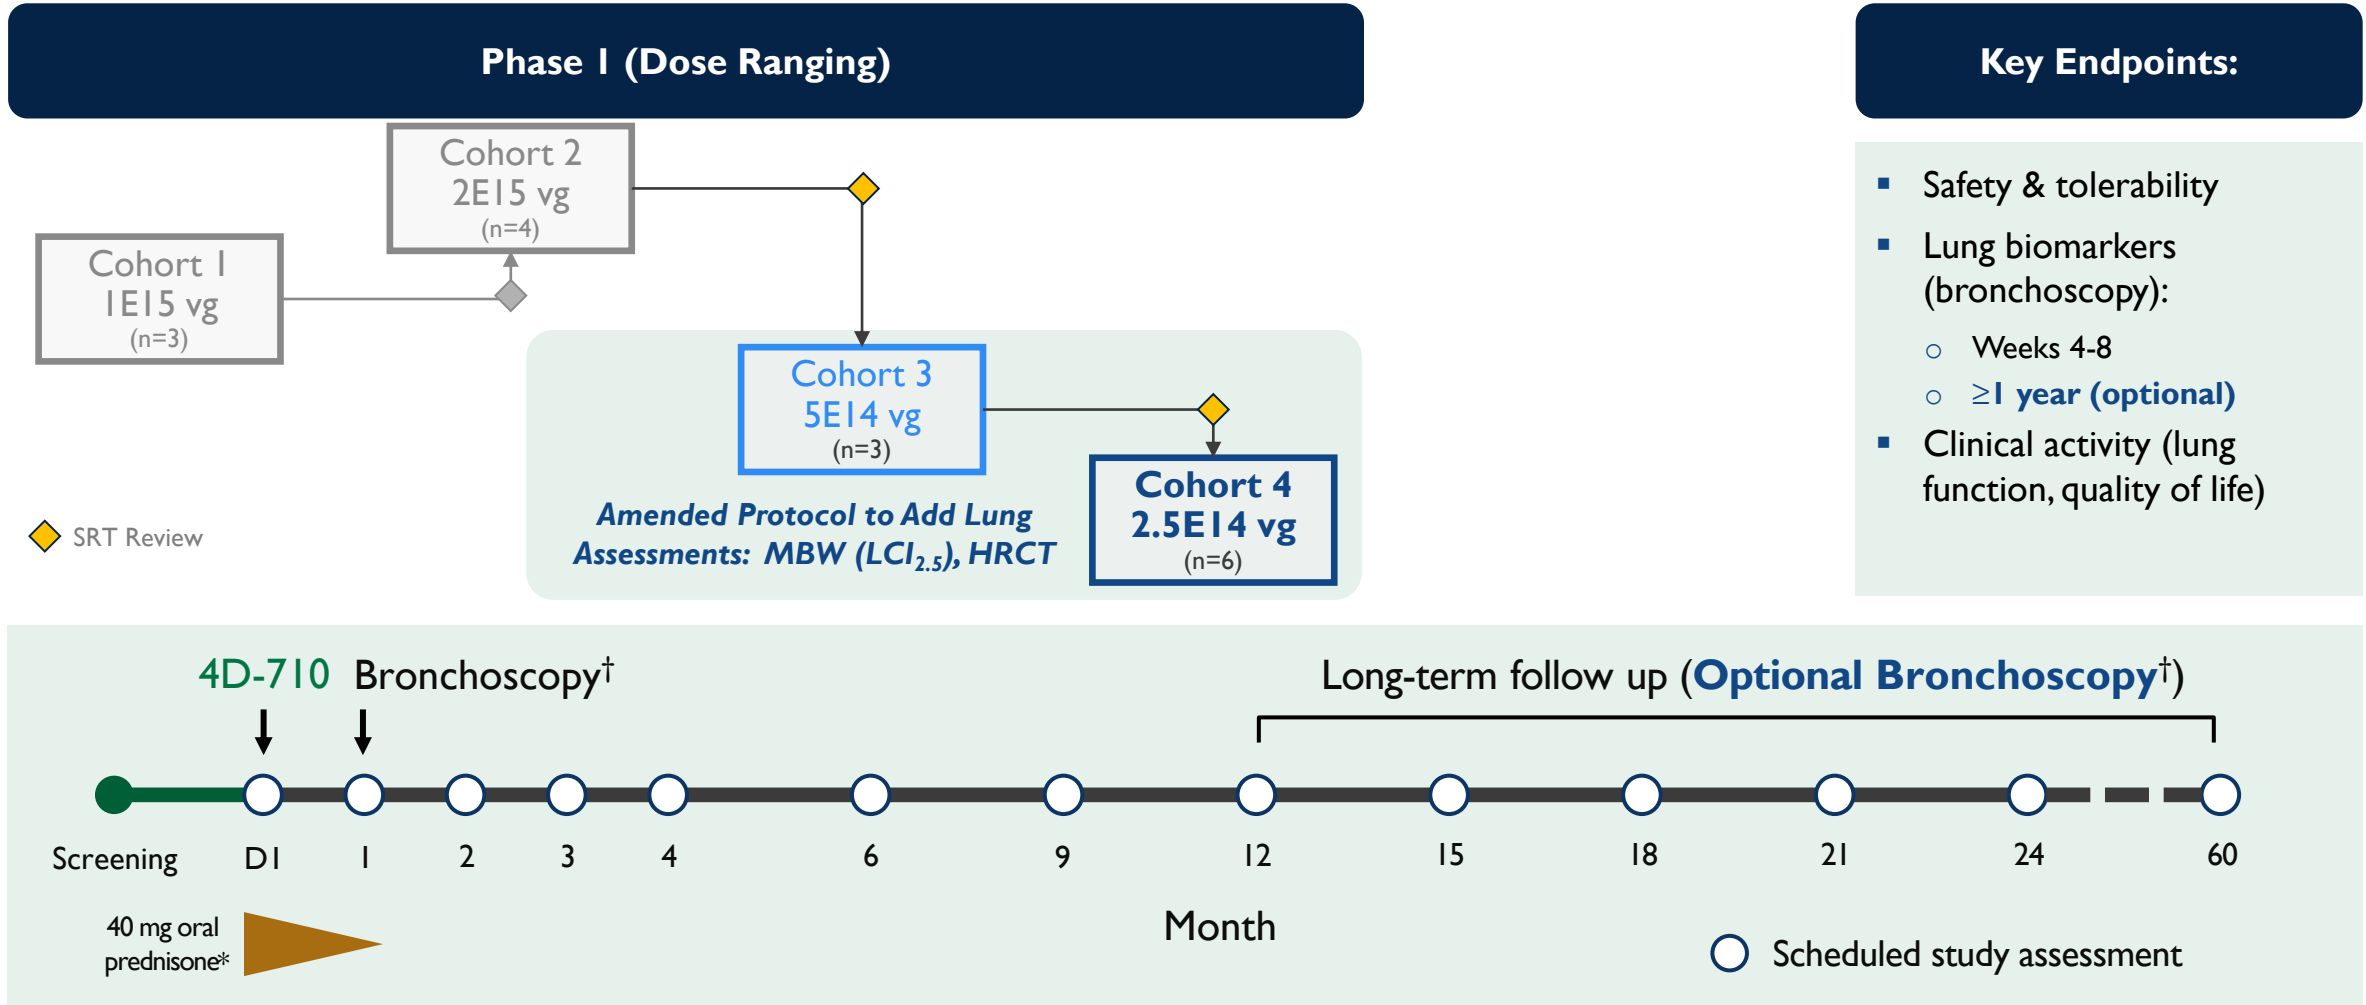 Phase 1 (Dose Ranging)
Key Endpoints:
Cohort 1
1E15 vg
(n=3)
Cohort 2
2E15 vg
(n=4)
Cohort 3
5E14 vg
(n=3)
Cohort 4
2.5E14 vg
(n=6)
Amended Protocol to Add Lung
Assessments: MBW (LCI2.5), HRCT
SRT Review
▪ Safety & tolerability
▪ Lung biomarkers
(bronchoscopy):
o Weeks 4-8
o ≥1 year (optional)
▪ Clinical activity (lung
function, quality of life)
4D-710
Bronchoscopy†
Long-term follow up (Optional Bronchoscopy†)
Screening D1 1 2 3 4 6 9 12 15 18 21 24 60
Month
40 mg oral
prednisone*
Scheduled study assessment